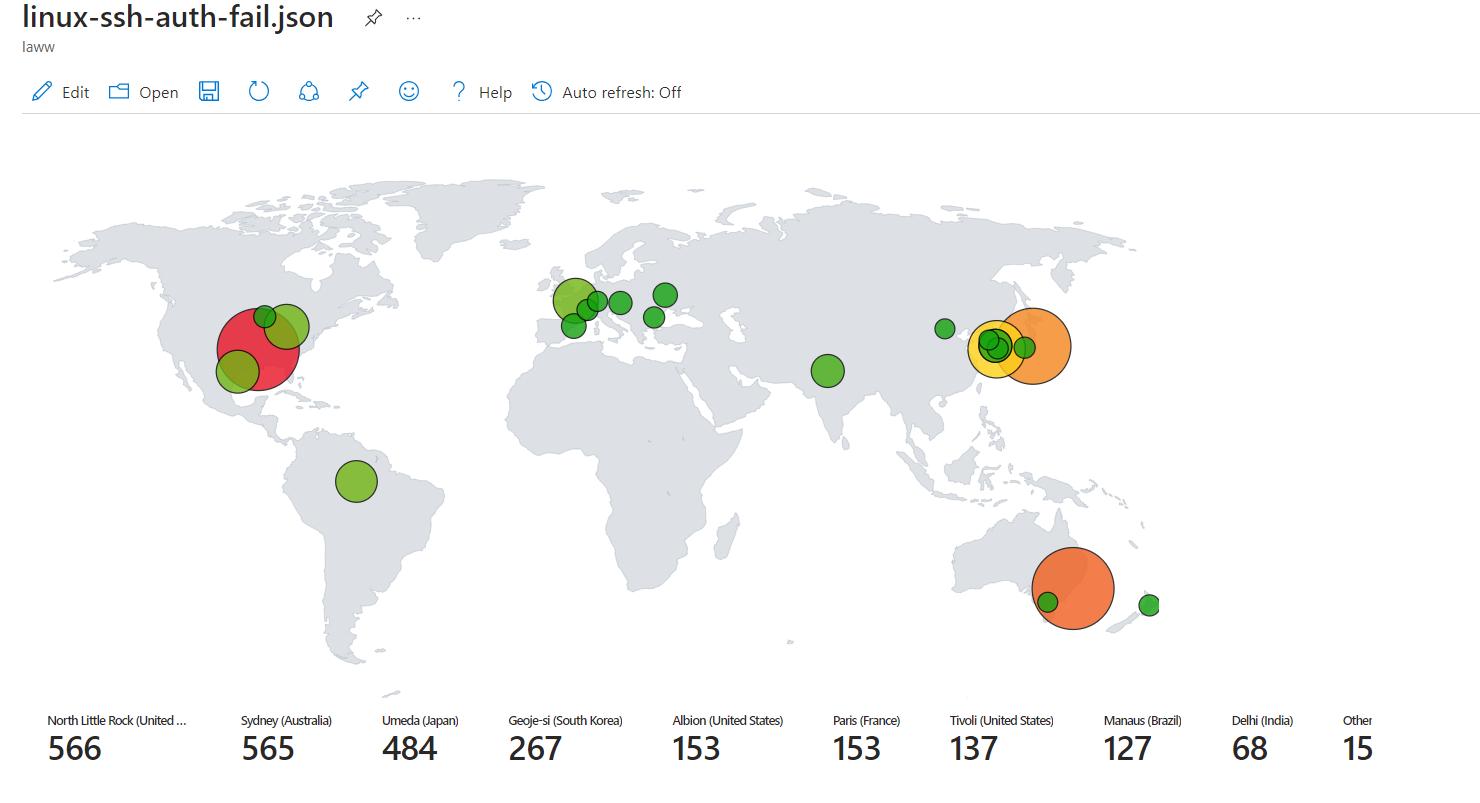 linux-ssh-auth-fail.json ...
laww
Edit Open Help Auto refresh: Off
North Little Rock (United ... Sydney (Australia) Umeda (Japan) Geoje-si (South Korea) Albion (United States) Paris (France) Tivoli (United States) Manaus (Brazil) Delhi (India) Other
566 565 484 267 153 153 137 127 68 15